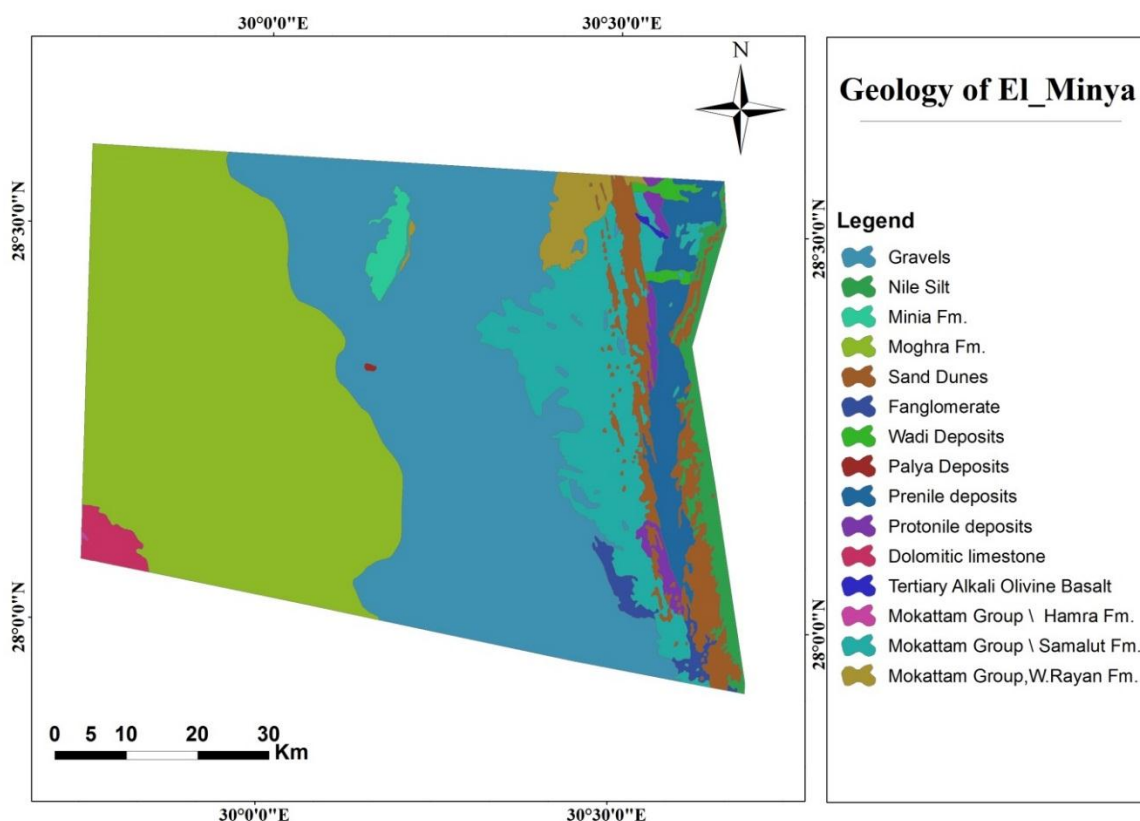 30°0'0"E 30°30'0"E
N
Geology of El_Minya
28°30'0"N
28°30'0"N
Legend
Gravels
Nile Silt
Minia Fm.
Moghra Fm.
Sand Dunes
Fanglomerate
Wadi Deposits
Palya Deposits
Prenile deposits
Protonile deposits
Dolomitic limestone
Tertiary Alkali Olivine Basalt
Mokattam Group \ Hamra Fm.
Mokattam Group \ Samalut Fm.
Mokattam Group,W.Rayan Fm.
28°0'0"N
28°0'0"N
0 5 10 20 30
Km
30°0'0"E 30°30'0"E